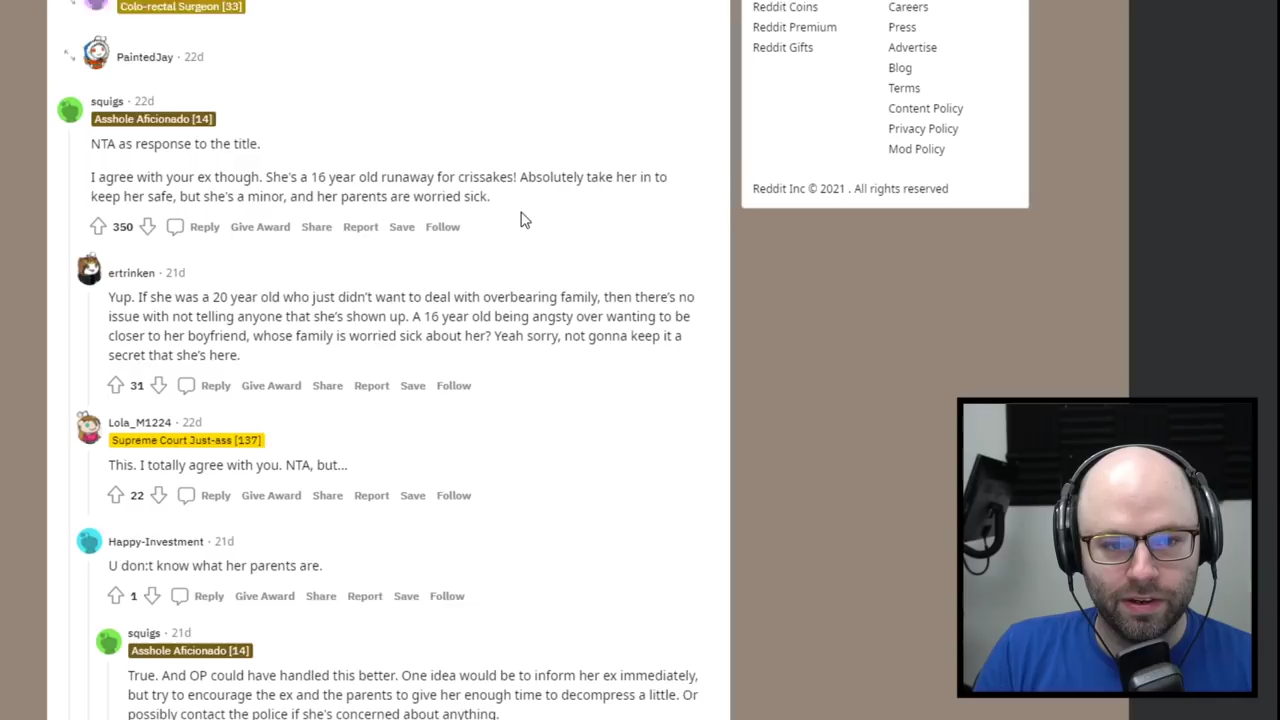 Colo-rectal Surgeon [33]
PaintedJay · 22d
squigs · 22d
Asshole Aficionado [14]
NTA as response to the title.
I agree with your ex though. She's a 16 year old runaway for crissakes! Absolutely take her in to
keep her safe, but she's a minor, and her parents are worried sick.
350 Reply Give Award Share Report Save Follow
ertrinken · 21d
Yup. If she was a 20 year old who just didn't want to deal with overbearing family, then there's no
issue with not telling anyone that she's shown up. A 16 year old being angsty over wanting to be
closer to her boyfriend, whose family is worried sick about her? Yeah sorry, not gonna keep it a
secret that she's here.
31 Reply Give Award Share Report Save Follow
Lola_M1224 · 22d
Supreme Court Just-ass [137]
This. I totally agree with you. NTA, but...
22 Reply Give Award Share Report Save Follow
Happy-Investment · 21d
U don:t know what her parents are.
1 Reply Give Award Share Report Save Follow
squigs · 21d
Asshole Aficionado [14]
True. And OP could have handled this better. One idea would be to inform her ex immediately,
but try to encourage the ex and the parents to give her enough time to decompress a little. Or
possibly contact the police if she's concerned about anything.
Reddit Coins
Reddit Premium
Reddit Gifts
Careers
Press
Advertise
Blog
Terms
Content Policy
Privacy Policy
Mod Policy
Reddit Inc © 2021 . All rights reserved